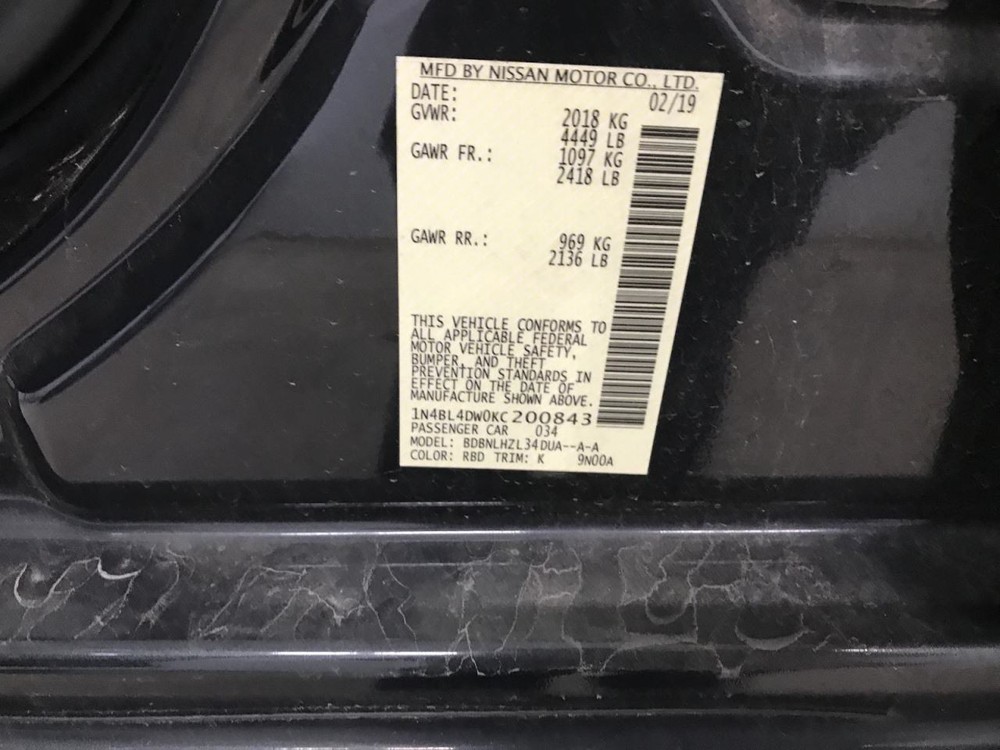 MFD BY NISSAN MOTOR CO., LTD.
DATE: 02/19
GVWR: 2018 KG
4449 LB
GAWR FR.: 1097 KG
2418 LB
GAWR RR.: 969 KG
2136 LB
THIS VEHICLE CONFORMS TO
ALL APPLICABLE FEDERAL
MOTOR VEHICLE SAFETY,
BUMPER, AND THEFT
PREVENTION STANDARDS IN
EFFECT ON THE DATE OF
MANUFACTURE SHOWN ABOVE.
1N4BL4DW0KC200843
PASSENGER CAR 034
MODEL: BDBNLHZL34DUA--A-A
COLOR: RBD TRIM: K 9N00A